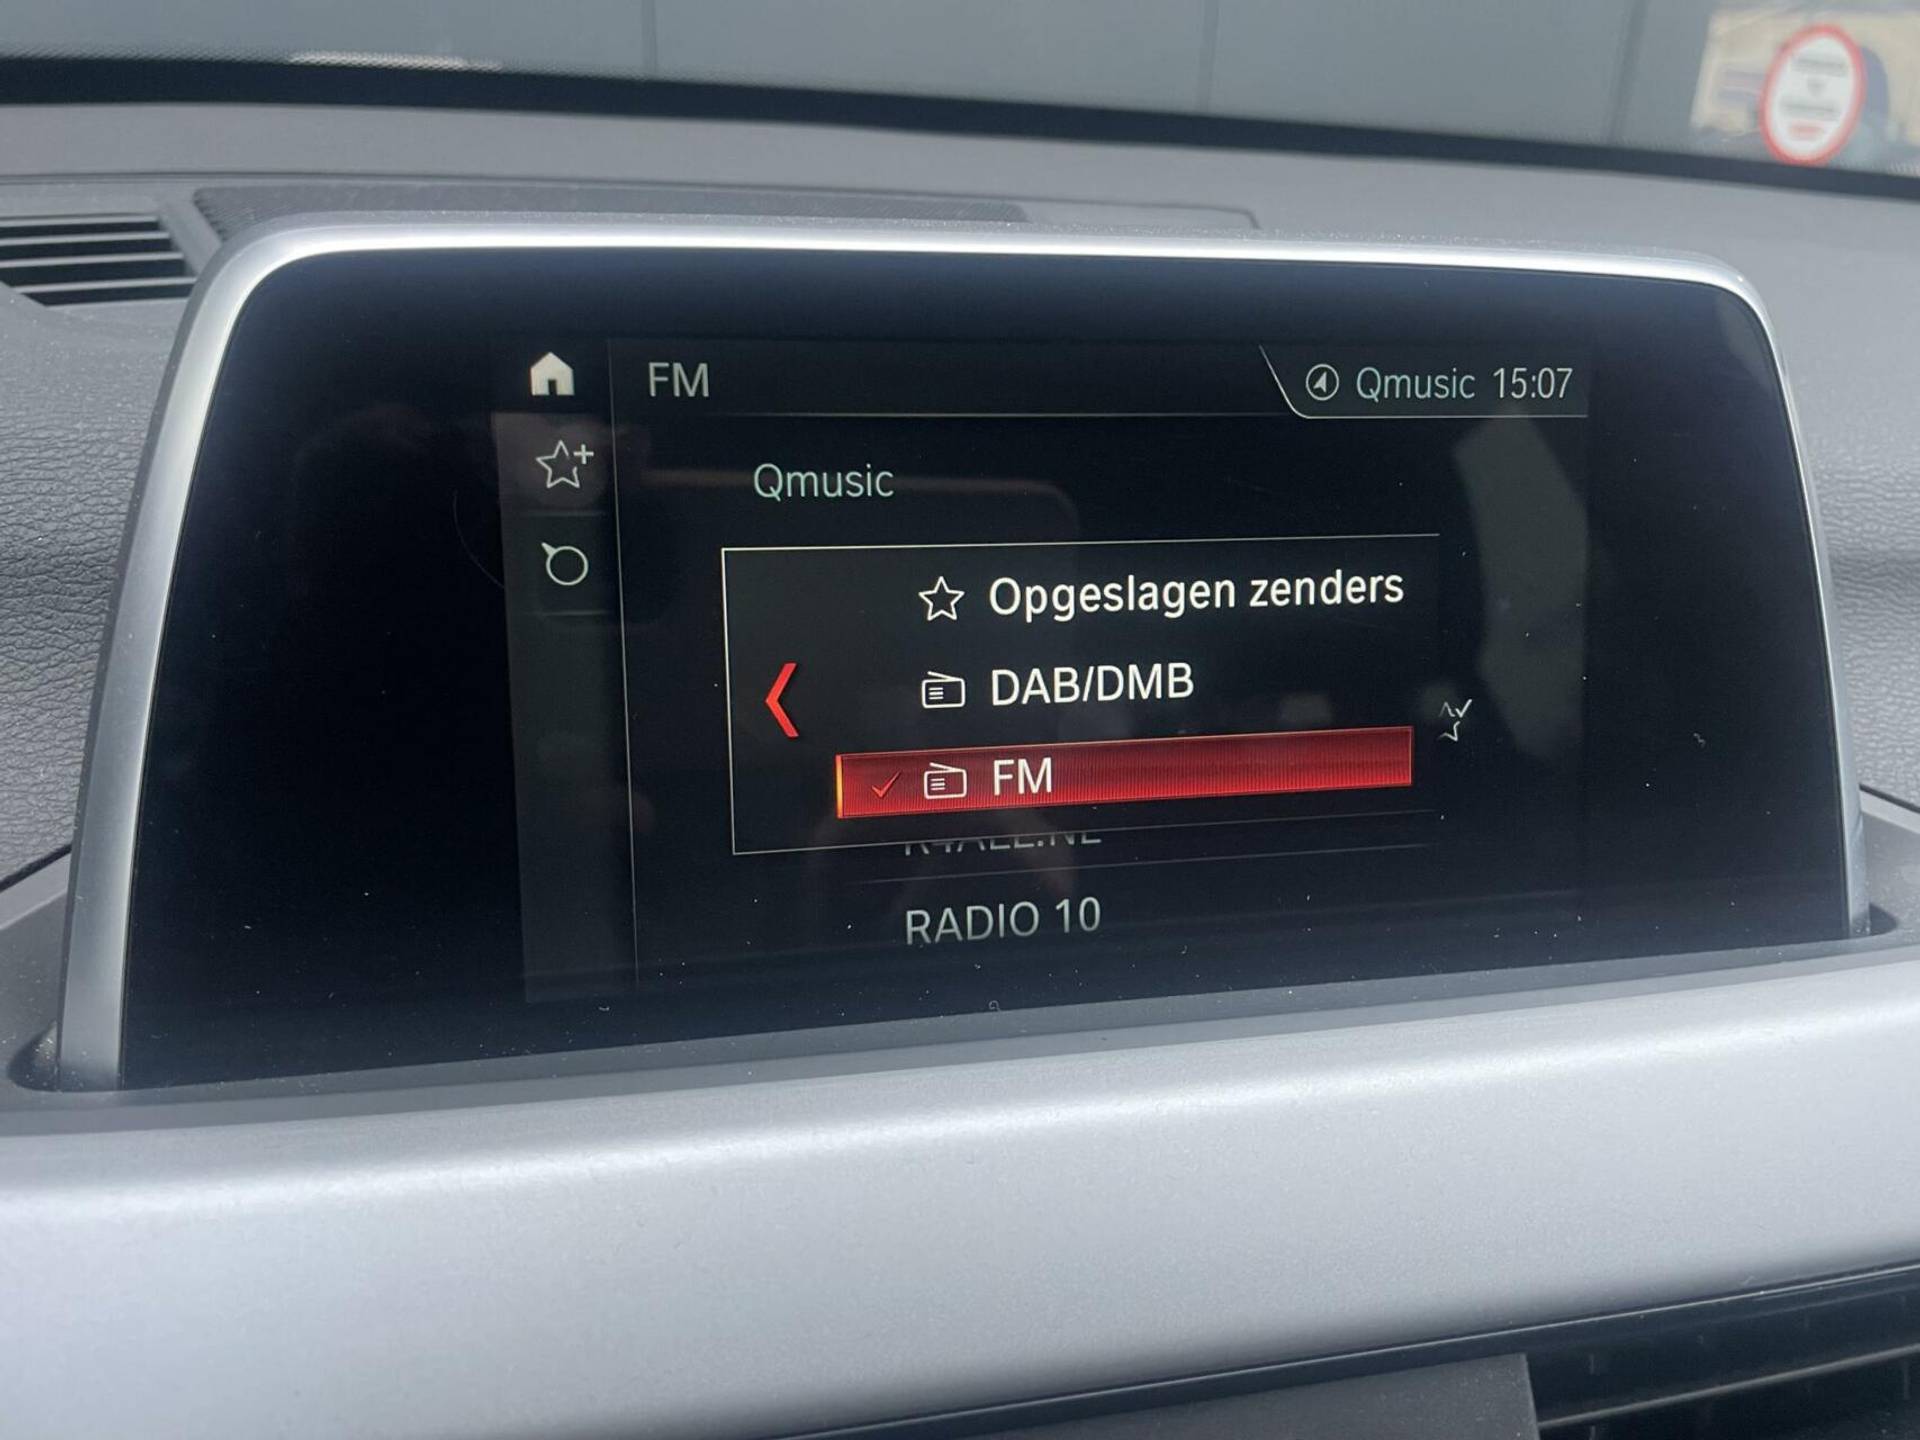 FM
Qmusic 15:07
Qmusic
Opgeslagen zenders
DAB/DMB
FM
RADIO 10